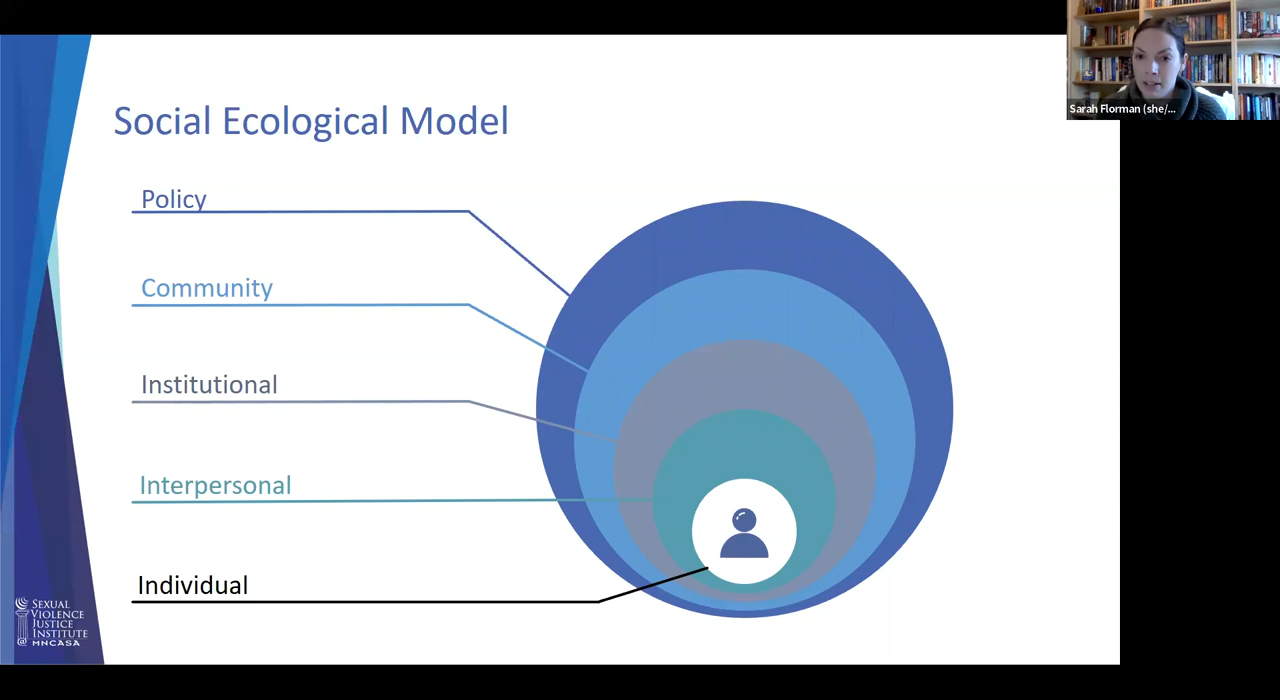 Sarah Florman (she/...
Social Ecological Model
Policy
Community
Institutional
Interpersonal
Individual
SEXUAL
VIOLENCE
JUSTICE
INSTITUTE
@ MNCASA